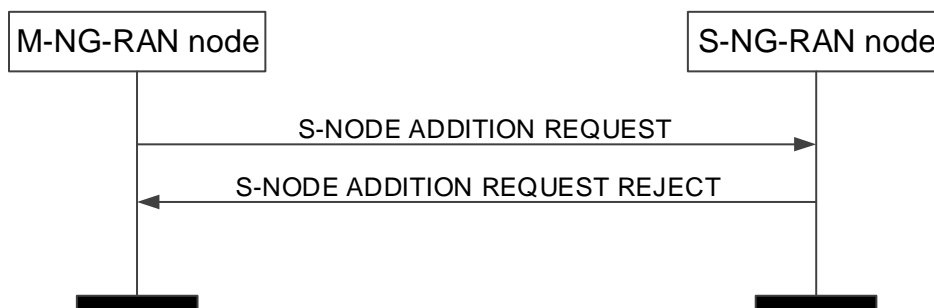 M-NG-RAN node
S-NG-RAN node
S-NODE ADDITION REQUEST
S-NODE ADDITION REQUEST REJECT